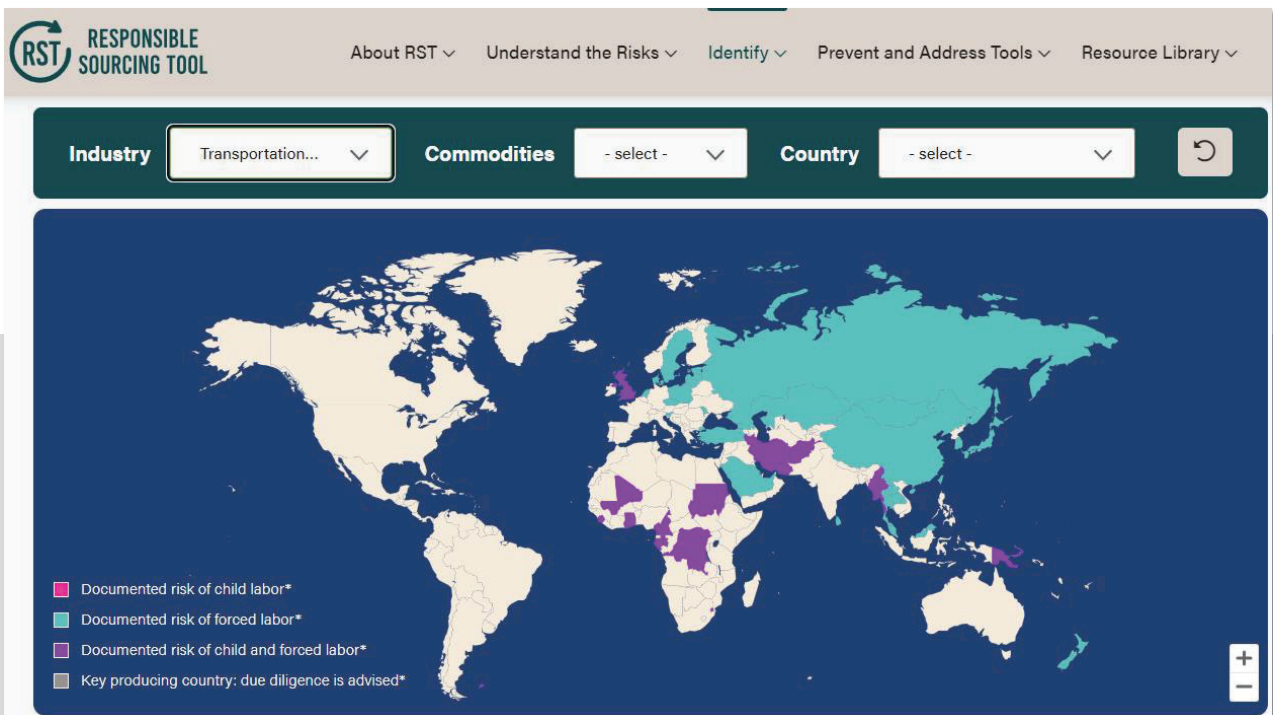 RST RESPONSIBLE
SOURCING TOOL
About RST Understand the Risks Identify Prevent and Address Tools Resource Library
Industry Transportation... Commodities - select - Country - select -
Documented risk of child labor*
Documented risk of forced labor*
Documented risk of child and forced labor*
Key producing country: due diligence is advised*
+
−